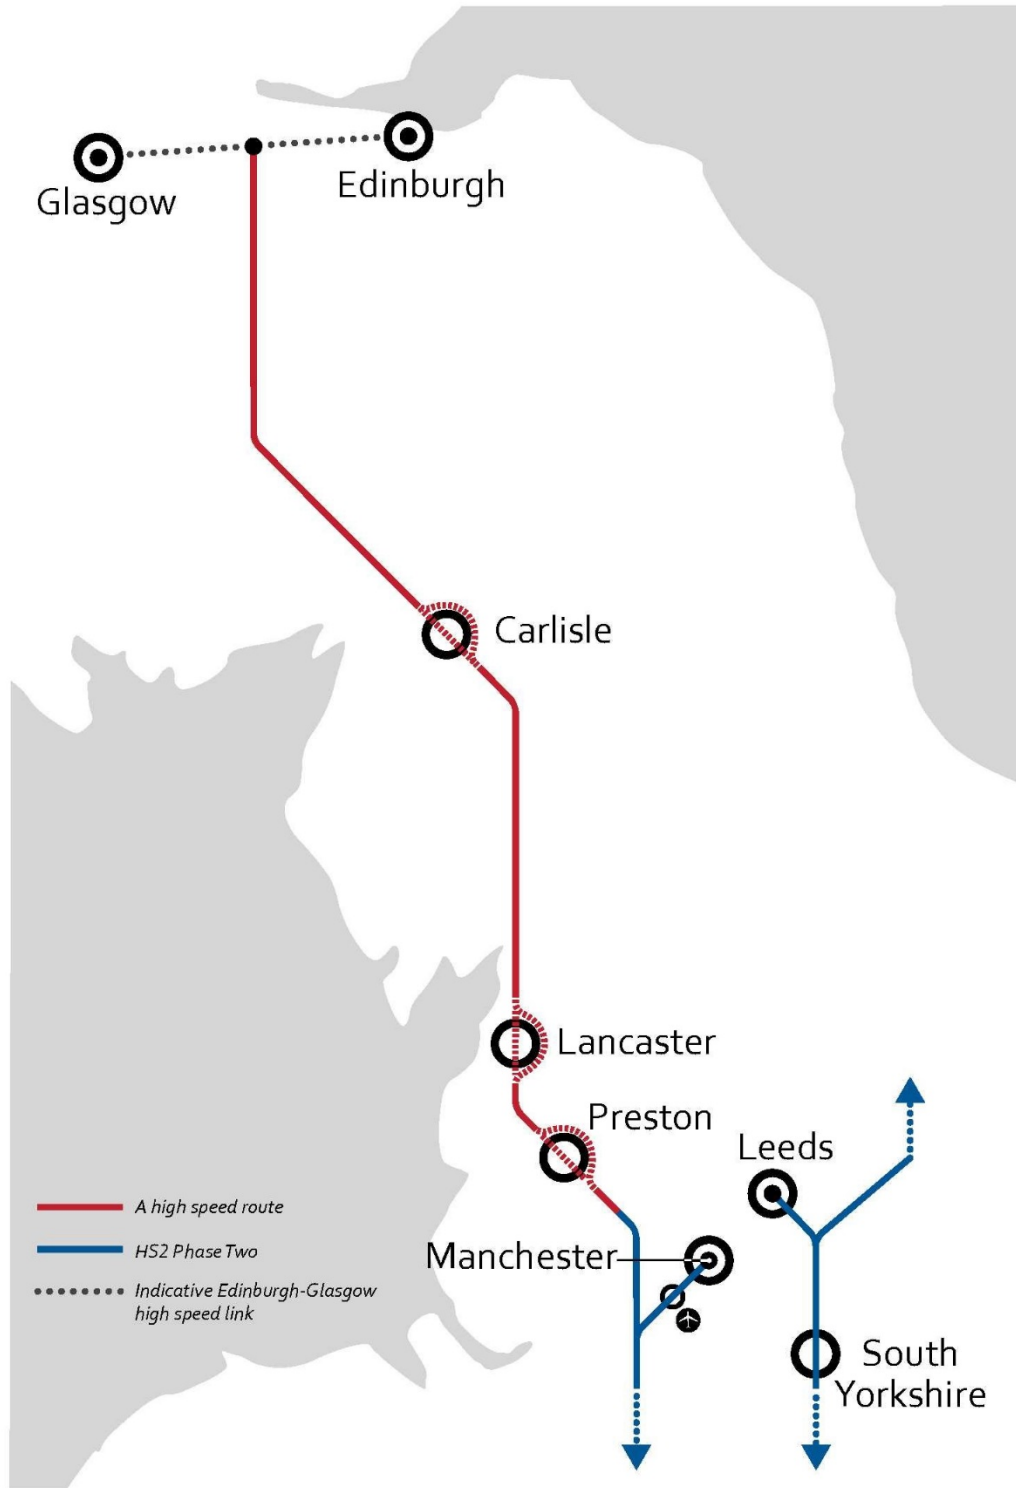 Glasgow
Edinburgh
Carlisle
Lancaster
Preston
Leeds
Manchester
South
Yorkshire
A high speed route
HS2 Phase Two
Indicative Edinburgh-Glasgow
high speed link